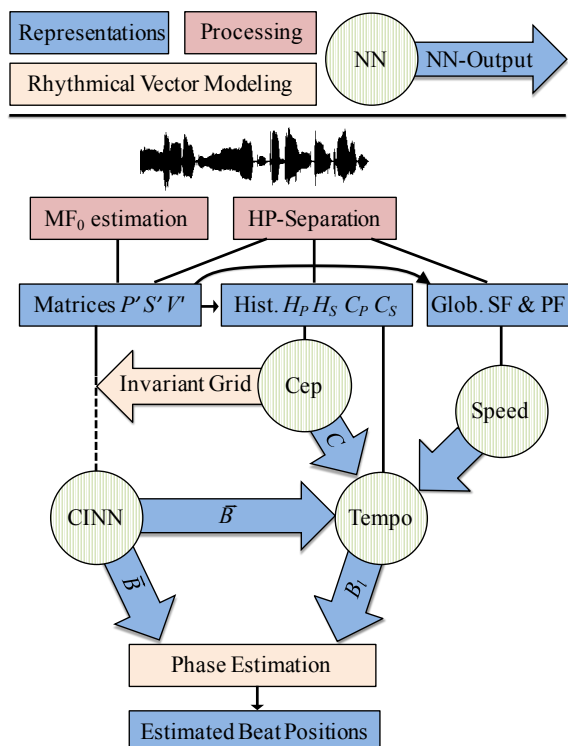 Representations
Processing
Rhythmical Vector Modeling
NN
NN-Output
MF₀ estimation
HP-Separation
Matrices P' S' V'
Hist. H_P H_S C_P C_S
Glob. SF & PF
Invariant Grid
Cep
Speed
C
CINN
B̄
Tempo
B̄
B_l
Phase Estimation
Estimated Beat Positions